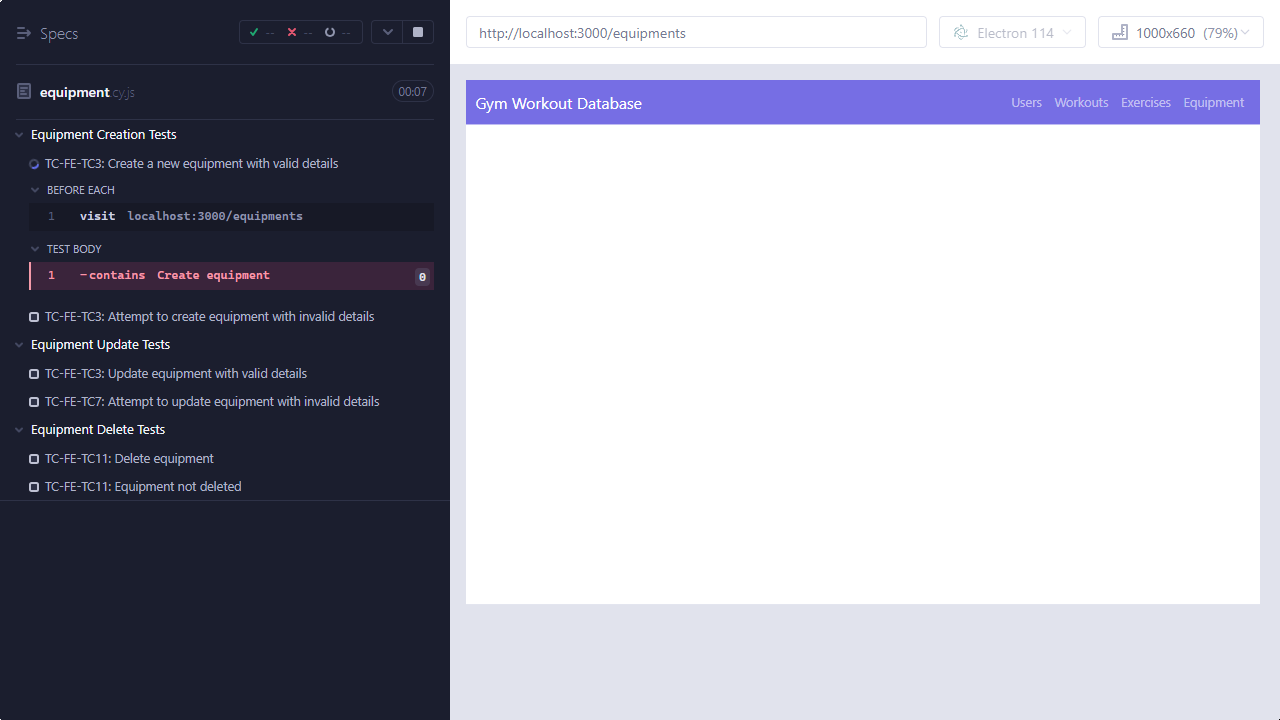 Specs
-- -- --
equipment.cy.js
00:07
Equipment Creation Tests
TC-FE-TC3: Create a new equipment with valid details
BEFORE EACH
1 visit localhost:3000/equipments
TEST BODY
1 -contains Create equipment 0
TC-FE-TC3: Attempt to create equipment with invalid details
Equipment Update Tests
TC-FE-TC3: Update equipment with valid details
TC-FE-TC7: Attempt to update equipment with invalid details
Equipment Delete Tests
TC-FE-TC11: Delete equipment
TC-FE-TC11: Equipment not deleted
http://localhost:3000/equipments
Electron 114
1000x660 (79%)
Gym Workout Database
Users Workouts Exercises Equipment